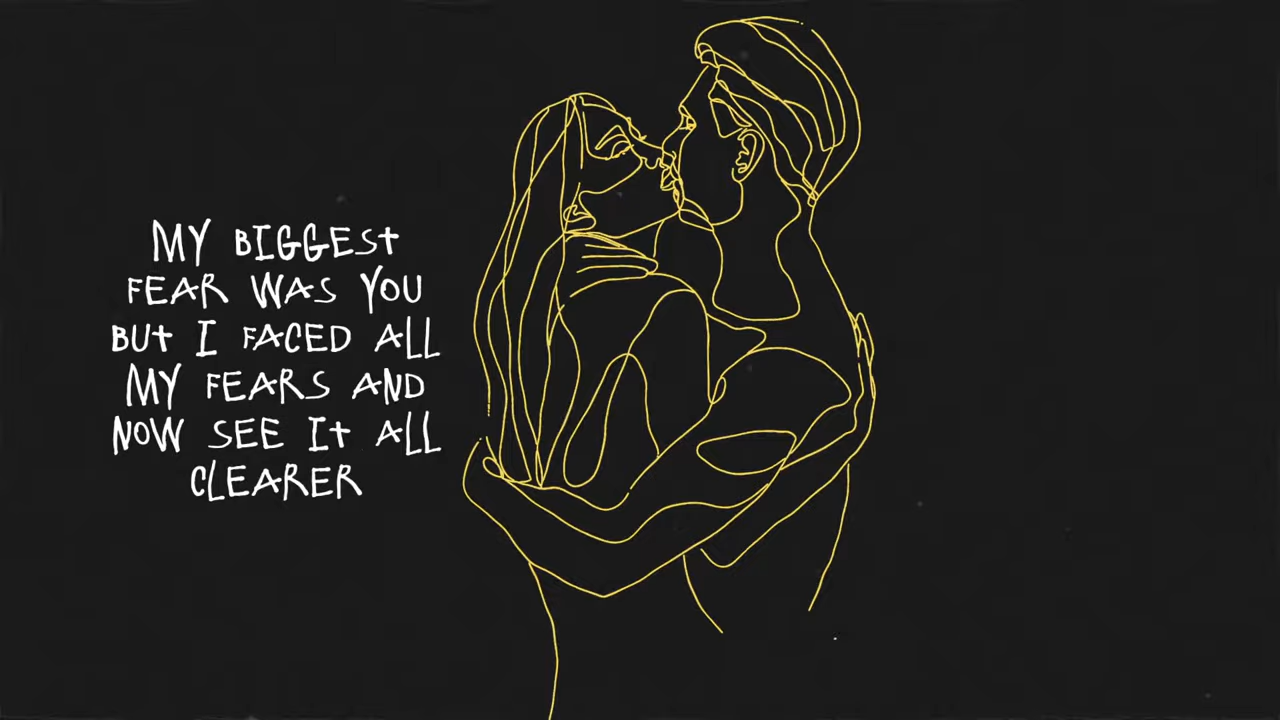 MY BIGGEST
FEAR WAS YOU
BUT I FACED ALL
MY FEARS AND
NOW SEE IT ALL
CLEARER